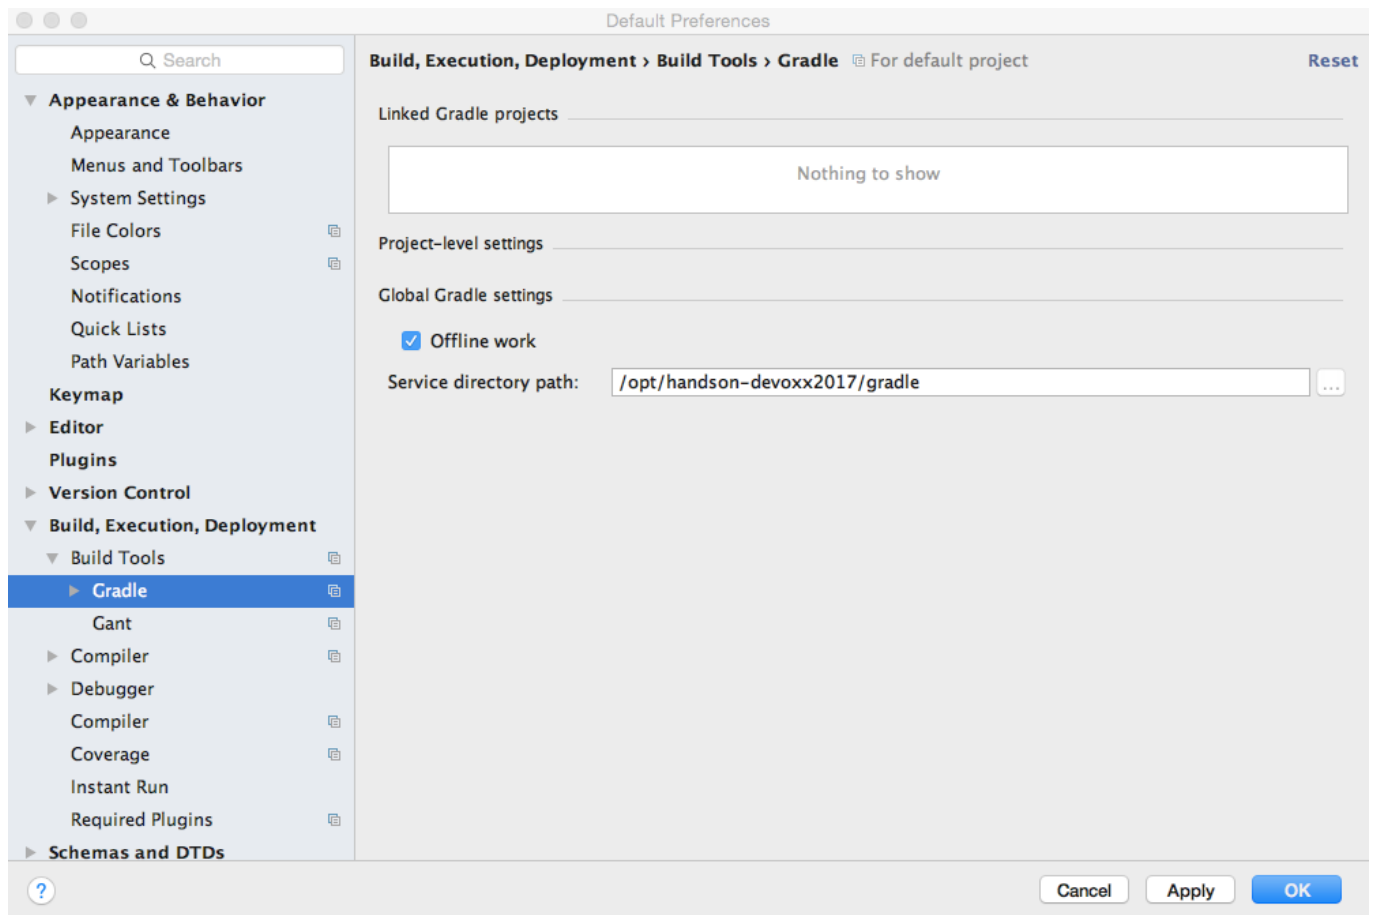 Default Preferences
Search
Appearance & Behavior
Appearance
Menus and Toolbars
System Settings
File Colors
Scopes
Notifications
Quick Lists
Path Variables
Keymap
Editor
Plugins
Version Control
Build, Execution, Deployment
Build Tools
Gradle
Gant
Compiler
Debugger
Compiler
Coverage
Instant Run
Required Plugins
Schemas and DTDs
Build, Execution, Deployment › Build Tools › Gradle For default project Reset
Linked Gradle projects
Nothing to show
Project-level settings
Global Gradle settings
Offline work
Service directory path: /opt/handson-devoxx2017/gradle ...
? Cancel Apply OK